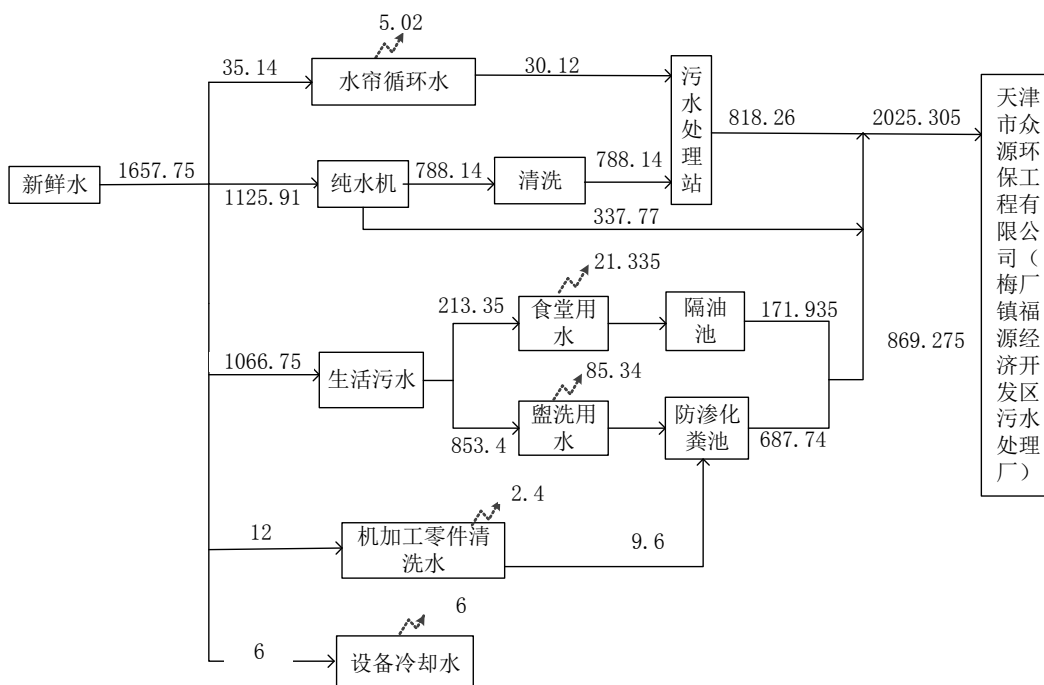 5.02
35.14
水帘循环水
30.12
污
水
处
理
站
818.26
2025.305
天津
市众
源环
保工
程有
限公
司（
梅厂
镇福
源经
济开
发区
污水
处理
厂）
新鲜水
1657.75
1125.91
纯水机
788.14
清洗
788.14
337.77
21.335
213.35
食堂用
水
隔油
池
171.935
869.275
1066.75
生活污水
85.34
853.4
盥洗用
水
防渗化
粪池
687.74
2.4
12
机加工零件清
洗水
9.6
6
6
设备冷却水